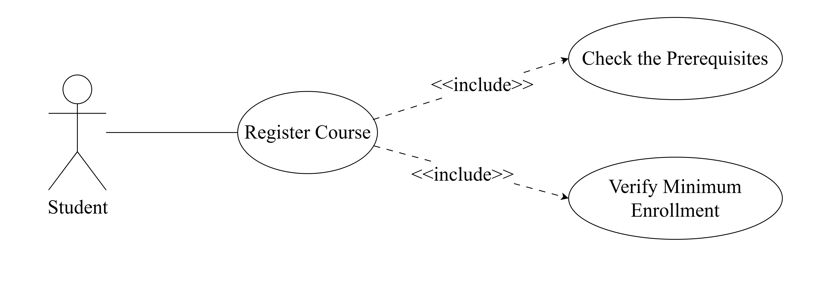 Check the Prerequisites
<<include>>
Register Course
<<include>>
Verify Minimum
Enrollment
Student